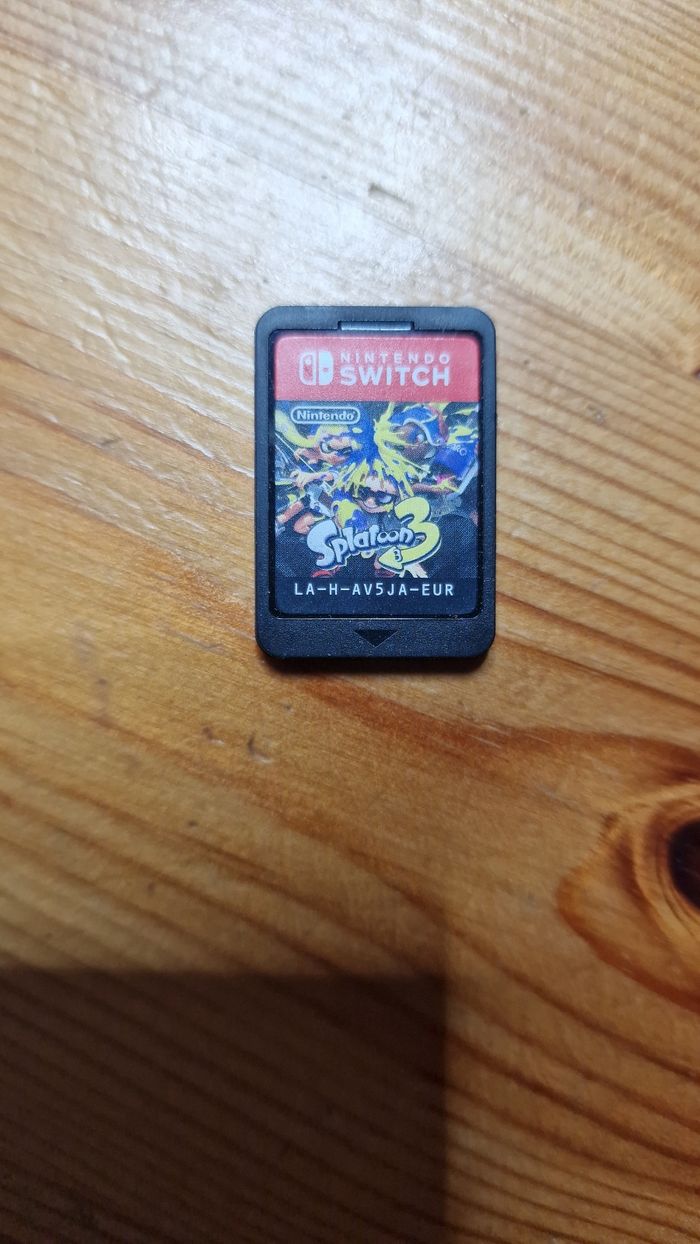 NINTENDO
SWITCH
Nintendo
Splatoon 3
LA-H-AV5JA-EUR